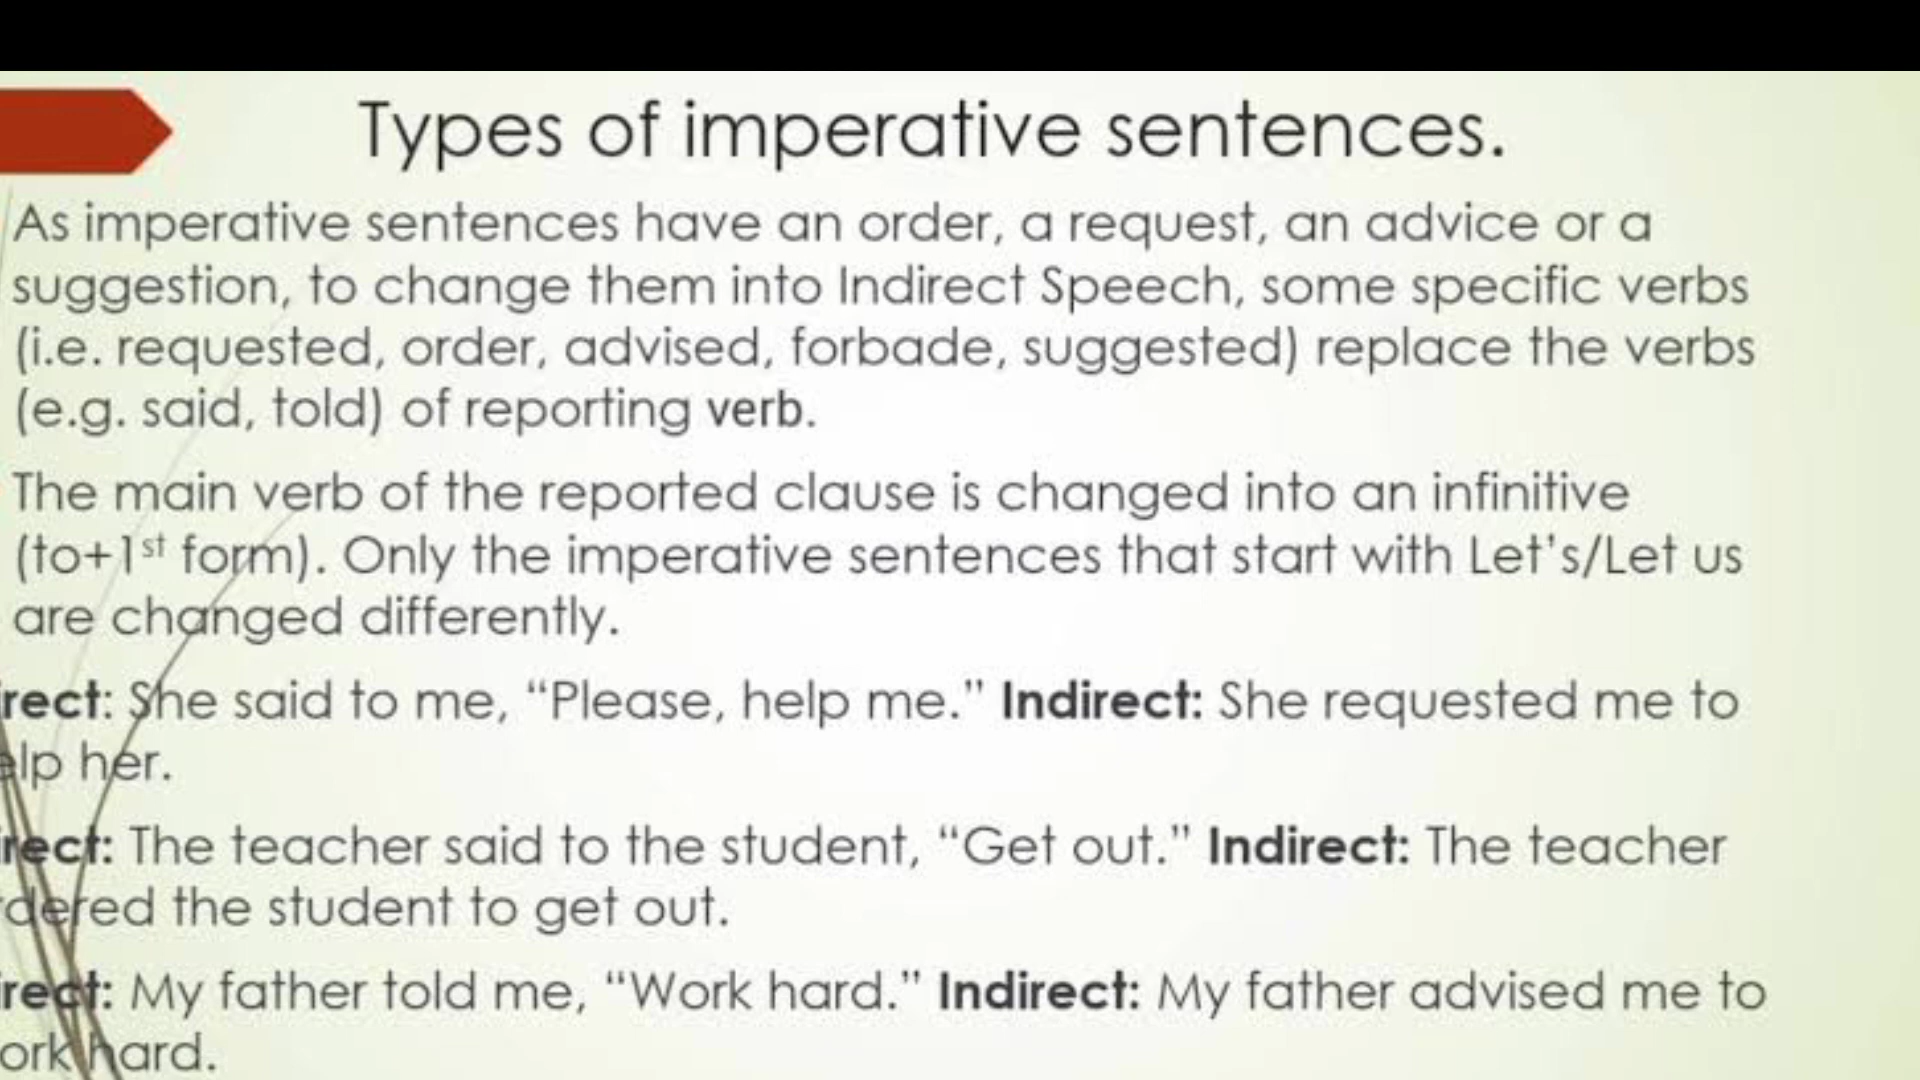 Types of imperative sentences.
As imperative sentences have an order, a request, an advice or a
suggestion, to change them into Indirect Speech, some specific verbs
(i.e. requested, order, advised, forbade, suggested) replace the verbs
(e.g. said, told) of reporting verb.
The main verb of the reported clause is changed into an infinitive
(to+1st form). Only the imperative sentences that start with Let's/Let us
are changed differently.
rect: She said to me, “Please, help me.” Indirect: She requested me to
elp her.
rect: The teacher said to the student, “Get out.” Indirect: The teacher
dered the student to get out.
rect: My father told me, “Work hard.” Indirect: My father advised me to
ork hard.